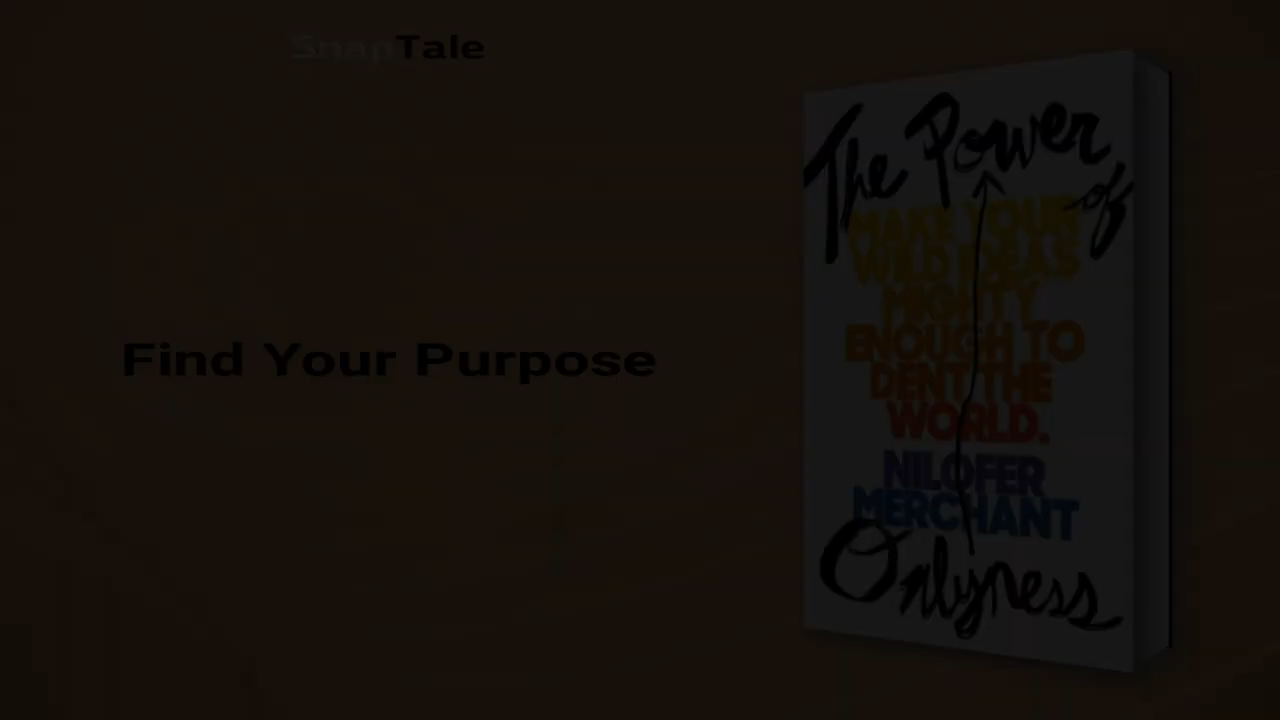 SnapTale
Find Your Purpose
The Power
of
MAKE YOUR
WILD IDEAS
MIGHTY
ENOUGH TO
DENT THE
WORLD.
NILOFER
MERCHANT
Onlyness